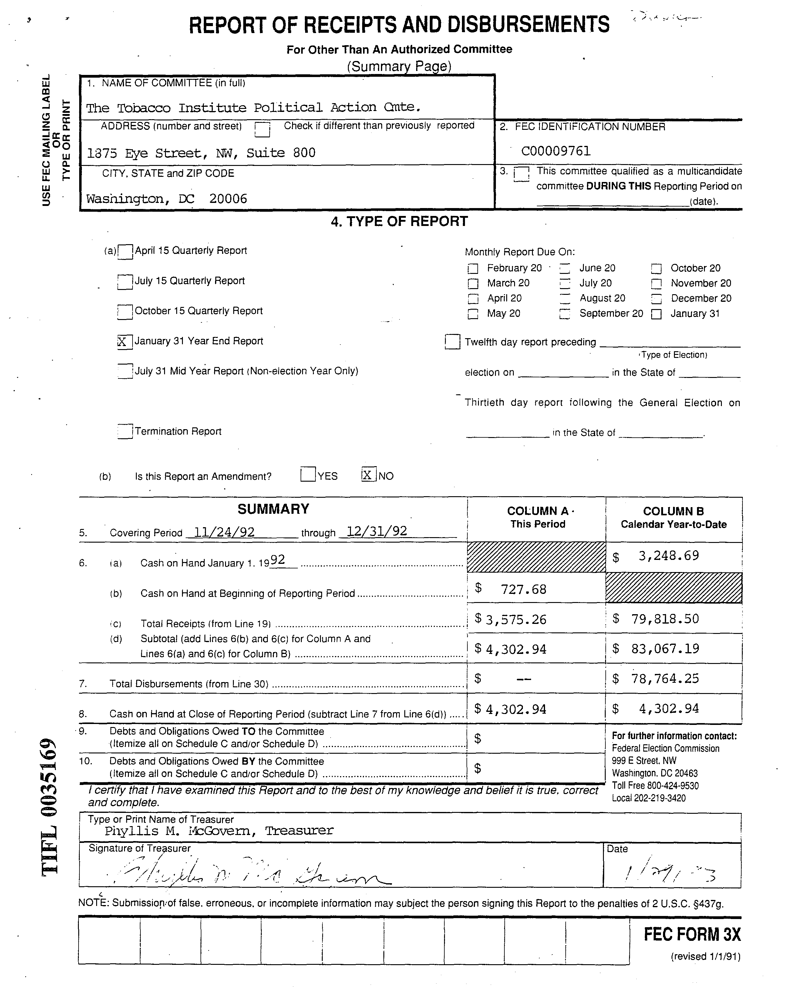 REPORT OF RECEIPTS AND DISBURSEMENTS
For Other Than An Authorized Committee
(Summary Page)
USE FEC MAILING LABEL
OR
TYPE OR PRINT
1. NAME OF COMMITTEE (in full)
The Tobacco Institute Political Action Cmte.
ADDRESS (number and street) Check if different than previously reported
1875 Eye Street, NW, Suite 800
CITY, STATE and ZIP CODE
Washington, DC 20006
2. FEC IDENTIFICATION NUMBER
C00009761
3. This committee qualified as a multicandidate
committee DURING THIS Reporting Period on
(date).
4. TYPE OF REPORT
(a) April 15 Quarterly Report
July 15 Quarterly Report
October 15 Quarterly Report
X January 31 Year End Report
July 31 Mid Year Report (Non-election Year Only)
Termination Report
Monthly Report Due On:
February 20 June 20 October 20
March 20 July 20 November 20
April 20 August 20 December 20
May 20 September 20 January 31
Twelfth day report preceding
(Type of Election)
election on in the State of
Thirtieth day report following the General Election on
in the State of .
(b) Is this Report an Amendment? YES X NO
SUMMARY COLUMN A COLUMN B
This Period Calendar Year-to-Date
5. Covering Period 11/24/92 through 12/31/92
6. (a) Cash on Hand January 1, 1992 $ 3,248.69
(b) Cash on Hand at Beginning of Reporting Period $ 727.68
(c) Total Receipts (from Line 19) $ 3,575.26 $ 79,818.50
(d) Subtotal (add Lines 6(b) and 6(c) for Column A and
Lines 6(a) and 6(c) for Column B) $ 4,302.94 $ 83,067.19
7. Total Disbursements (from Line 30) $ -- $ 78,764.25
8. Cash on Hand at Close of Reporting Period (subtract Line 7 from Line 6(d)) $ 4,302.94 $ 4,302.94
9. Debts and Obligations Owed TO the Committee
(Itemize all on Schedule C and/or Schedule D) $
10. Debts and Obligations Owed BY the Committee
(Itemize all on Schedule C and/or Schedule D) $
For further information contact:
Federal Election Commission
999 E Street, NW
Washington, DC 20463
Toll Free 800-424-9530
Local 202-219-3420
I certify that I have examined this Report and to the best of my knowledge and belief it is true, correct
and complete.
Type or Print Name of Treasurer
Phyllis M. McGovern, Treasurer
Signature of Treasurer
Date
NOTE: Submission of false, erroneous, or incomplete information may subject the person signing this Report to the penalties of 2 U.S.C. §437g.
FEC FORM 3X
(revised 1/1/91)
TIFL 0035169